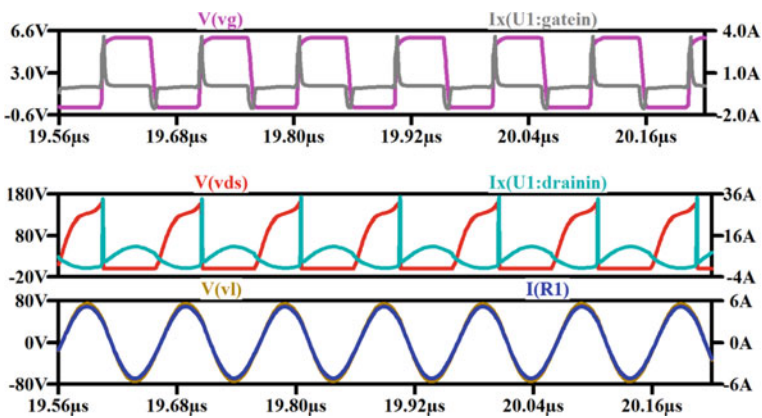 V(vg) Ix(U1:gatein)
6.6V 4.0A
3.0V 1.0A
-0.6V -2.0A
19.56µs 19.68µs 19.80µs 19.92µs 20.04µs 20.16µs
V(vds) Ix(U1:drainin)
180V 36A
80V 16A
-20V -4A
V(vl) I(R1)
80V 6A
0V 0A
-80V -6A
19.56µs 19.68µs 19.80µs 19.92µs 20.04µs 20.16µs